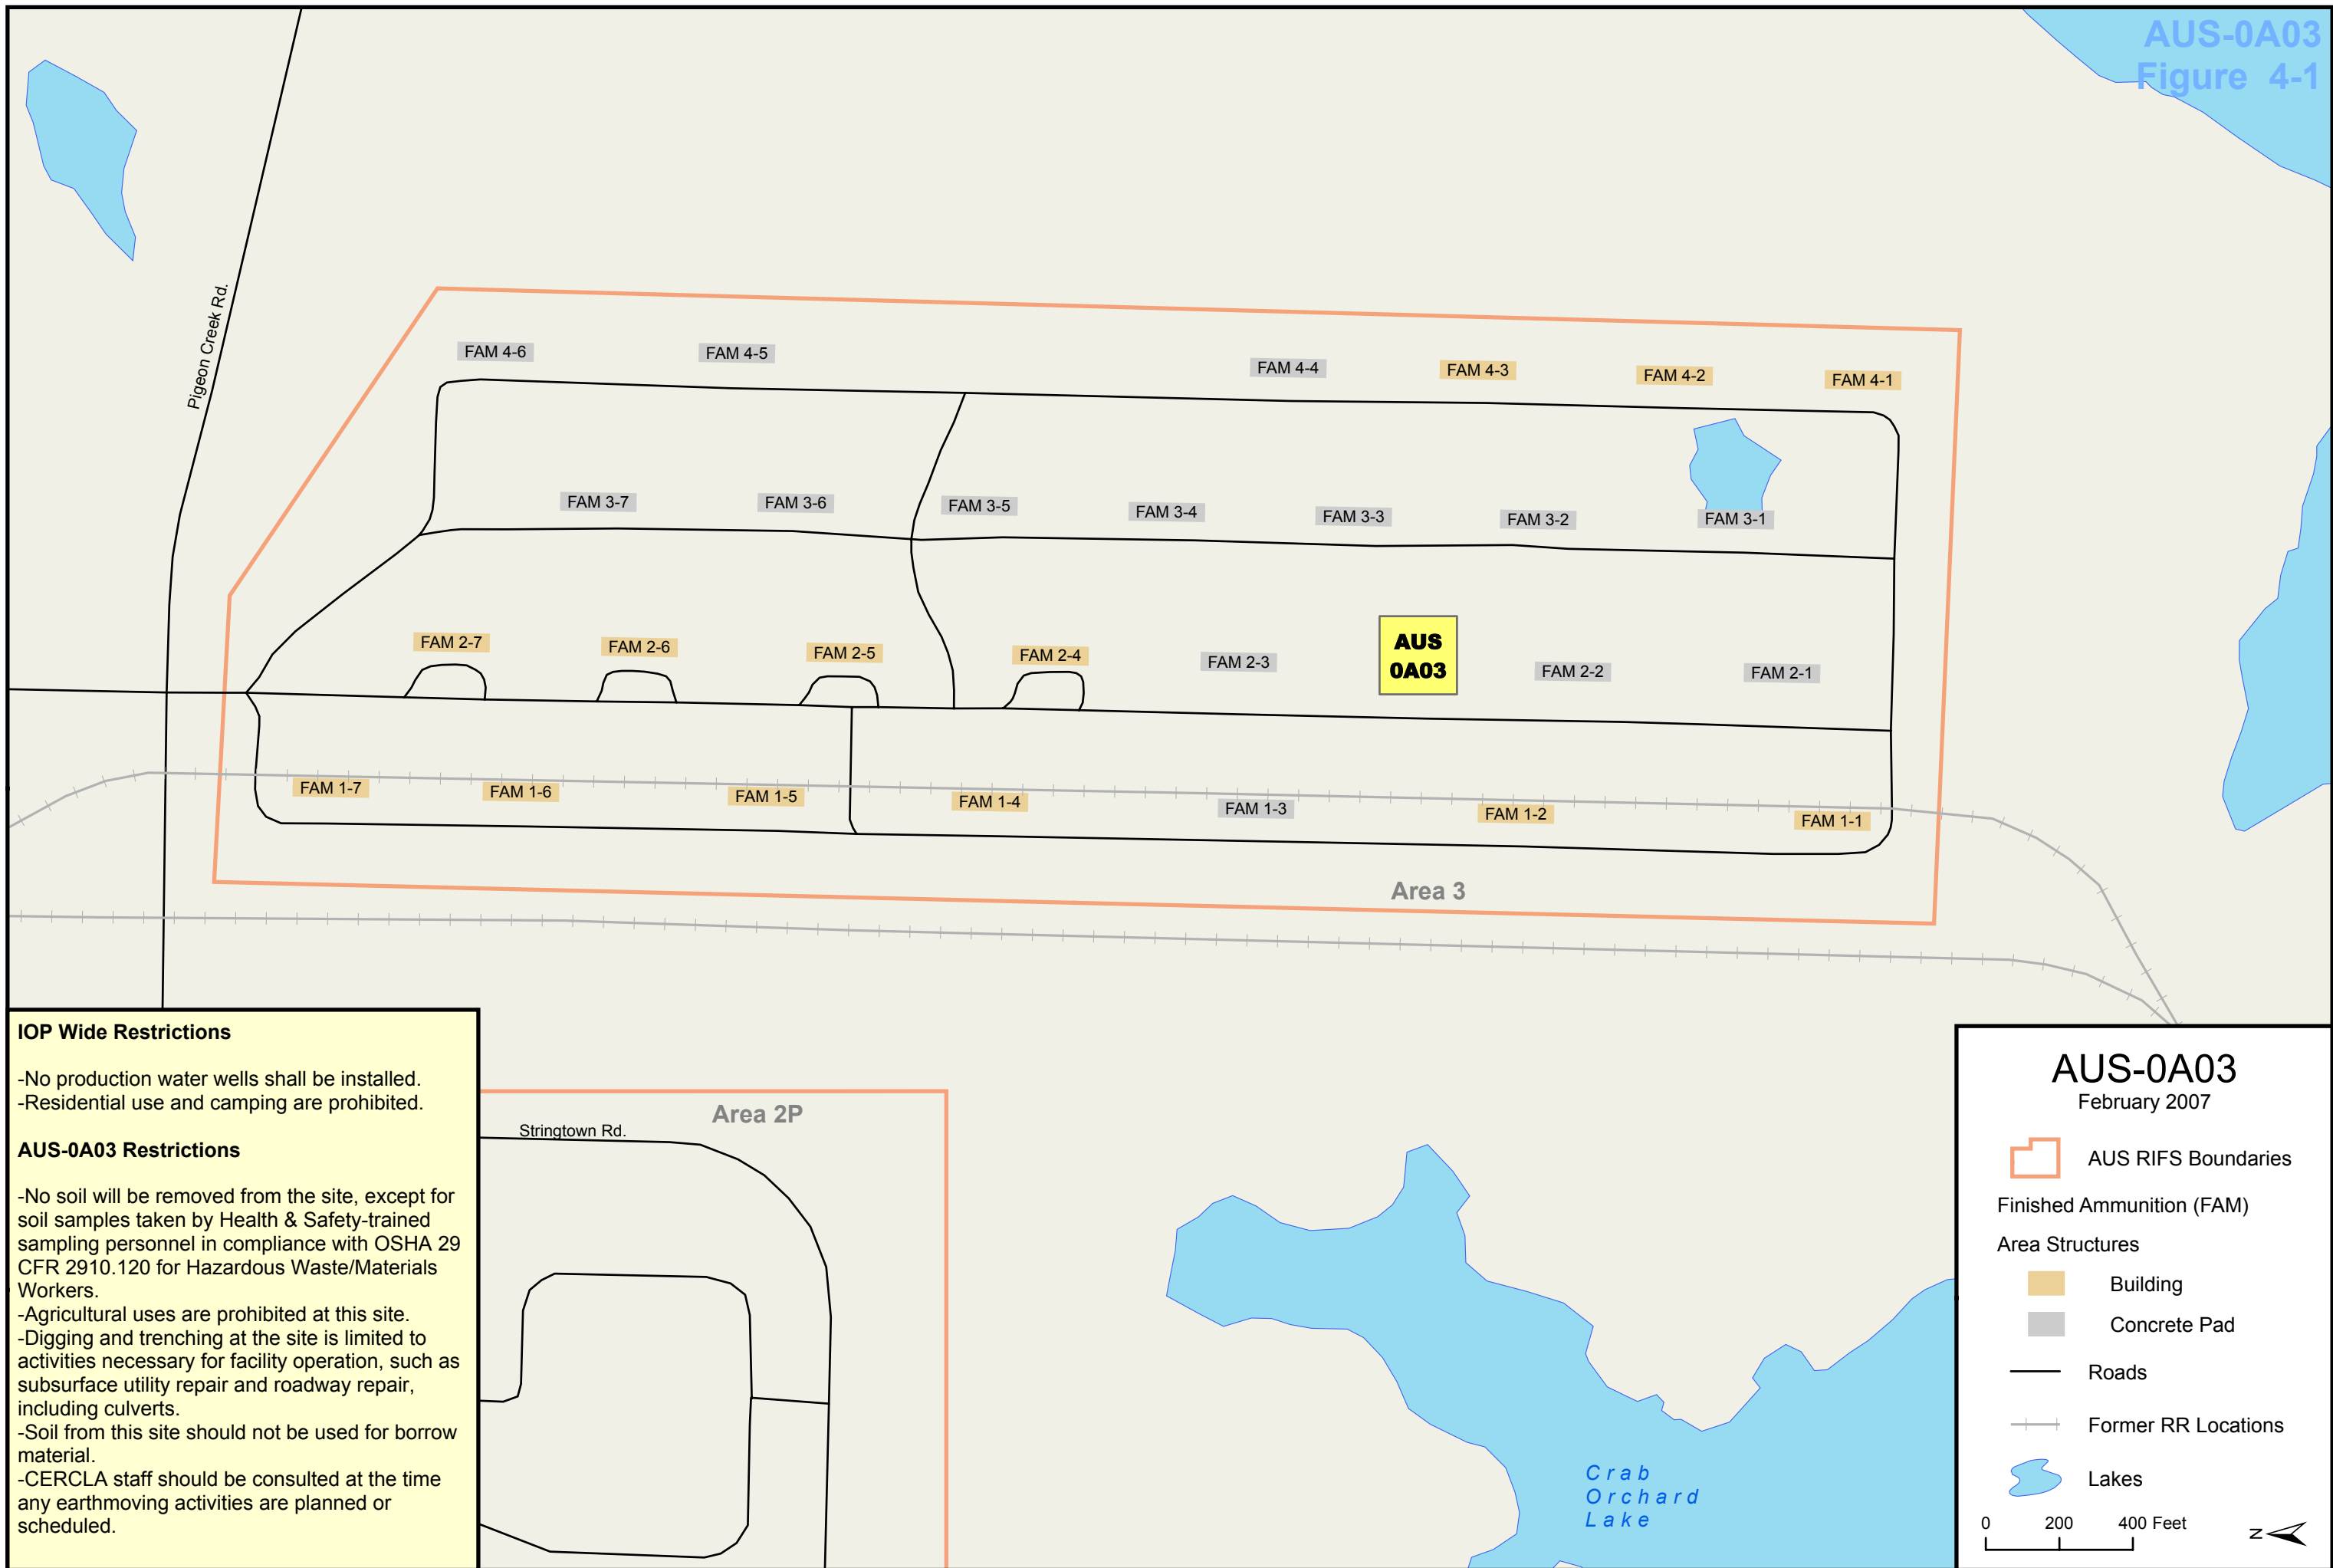 AUS-0A03
Figure 4-1
Pigeon Creek Rd.
FAM 4-6
FAM 4-5
FAM 4-4
FAM 4-3
FAM 4-2
FAM 4-1
FAM 3-7
FAM 3-6
FAM 3-5
FAM 3-4
FAM 3-3
FAM 3-2
FAM 3-1
FAM 2-7
FAM 2-6
FAM 2-5
FAM 2-4
FAM 2-3
AUS
0A03
FAM 2-2
FAM 2-1
FAM 1-7
FAM 1-6
FAM 1-5
FAM 1-4
FAM 1-3
FAM 1-2
FAM 1-1
Area 3
IOP Wide Restrictions
-No production water wells shall be installed.
-Residential use and camping are prohibited.
AUS-0A03 Restrictions
-No soil will be removed from the site, except for
soil samples taken by Health & Safety-trained
sampling personnel in compliance with OSHA 29
CFR 2910.120 for Hazardous Waste/Materials
Workers.
-Agricultural uses are prohibited at this site.
-Digging and trenching at the site is limited to
activities necessary for facility operation, such as
subsurface utility repair and roadway repair,
including culverts.
-Soil from this site should not be used for borrow
material.
-CERCLA staff should be consulted at the time
any earthmoving activities are planned or
scheduled.
Area 2P
Stringtown Rd.
Crab
Orchard
Lake
AUS-0A03
February 2007
AUS RIFS Boundaries
Finished Ammunition (FAM)
Area Structures
Building
Concrete Pad
Roads
Former RR Locations
Lakes
0 200 400 Feet
N